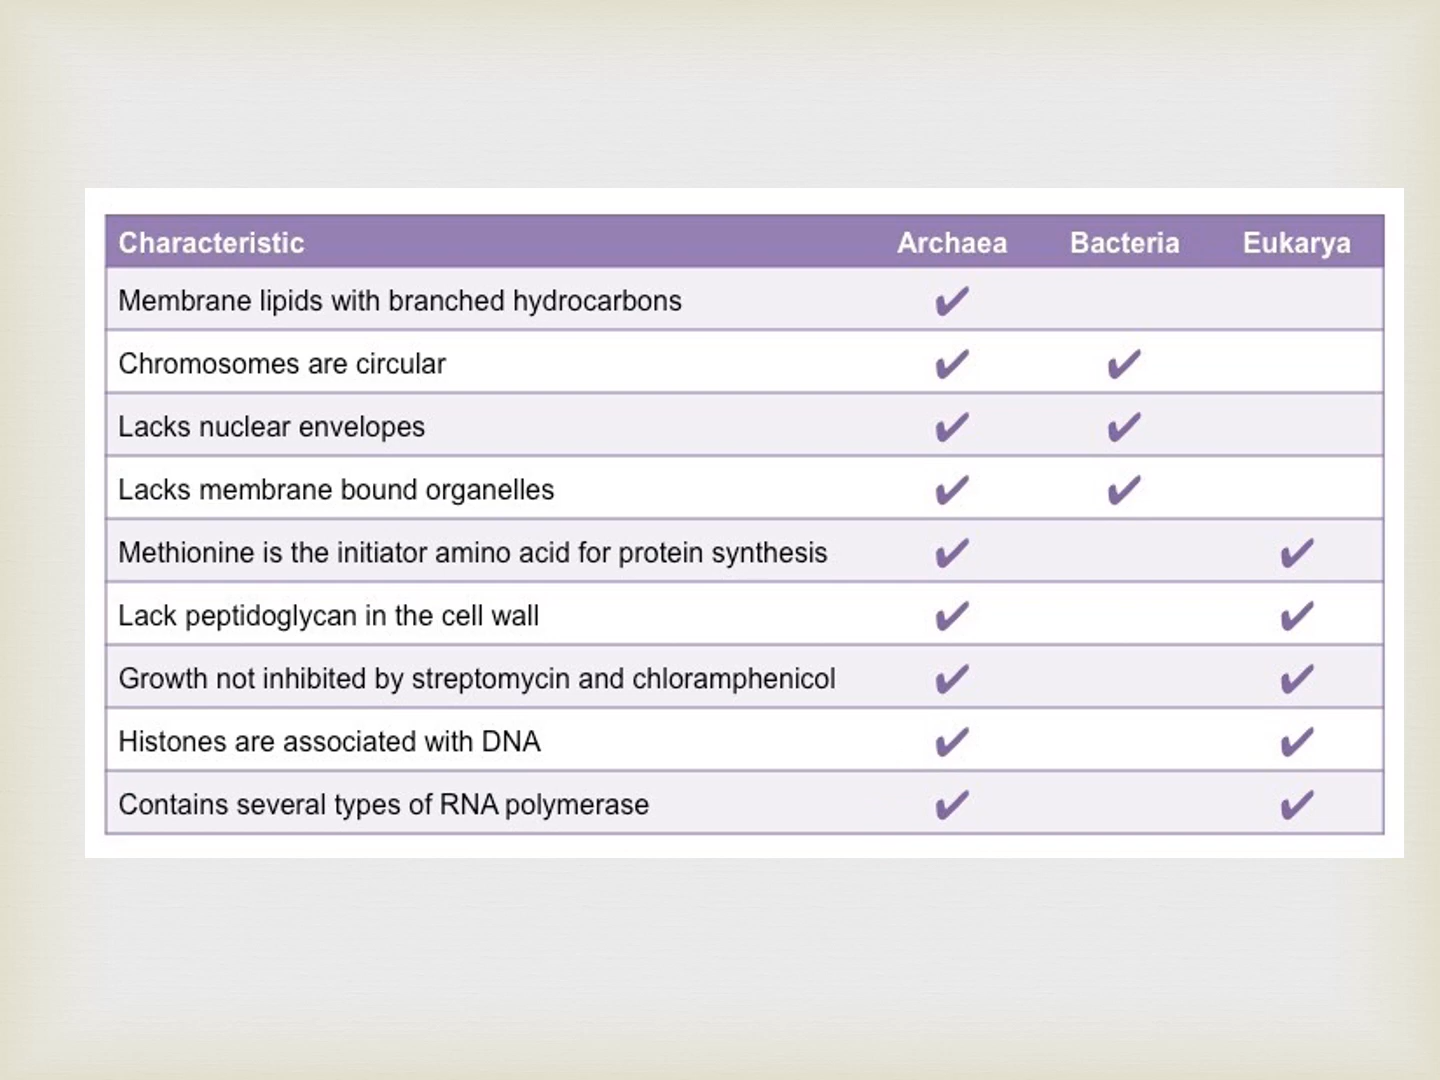 Characteristic Archaea Bacteria Eukarya
Membrane lipids with branched hydrocarbons ✔
Chromosomes are circular ✔ ✔
Lacks nuclear envelopes ✔ ✔
Lacks membrane bound organelles ✔ ✔
Methionine is the initiator amino acid for protein synthesis ✔ ✔
Lack peptidoglycan in the cell wall ✔ ✔
Growth not inhibited by streptomycin and chloramphenicol ✔ ✔
Histones are associated with DNA ✔ ✔
Contains several types of RNA polymerase ✔ ✔